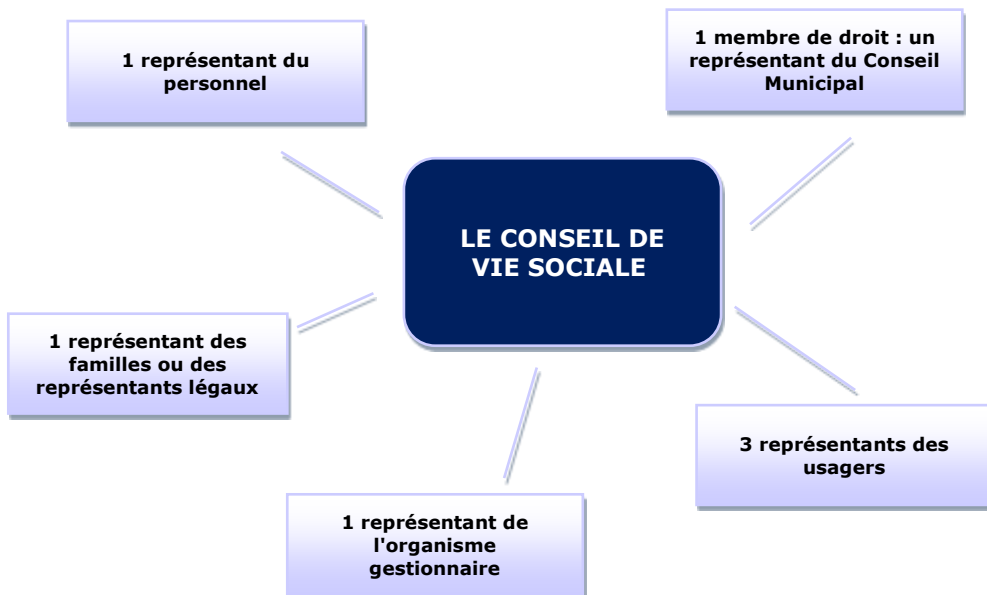 1 représentant du
personnel
1 membre de droit : un
représentant du Conseil
Municipal
LE CONSEIL DE
VIE SOCIALE
1 représentant des
familles ou des
représentants légaux
3 représentants des
usagers
1 représentant de
l'organisme
gestionnaire